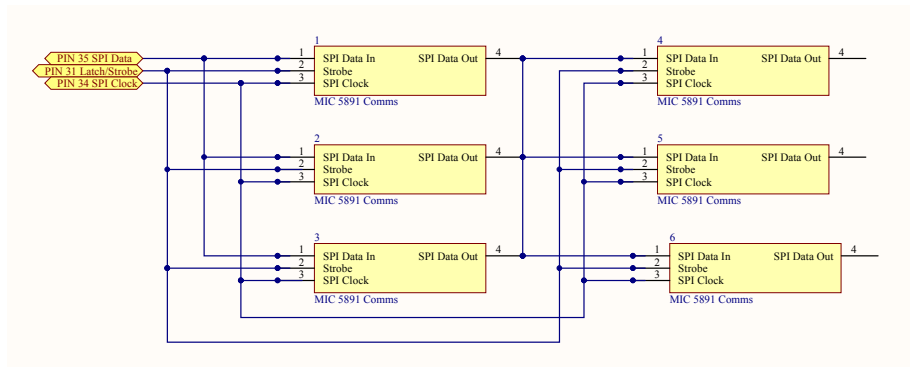 PIN 35 SPI Data
PIN 31 Latch/Strobe
PIN 34 SPI Clock
1
1 SPI Data In SPI Data Out 4
2 Strobe
3 SPI Clock
MIC 5891 Comms
4
1 SPI Data In SPI Data Out 4
2 Strobe
3 SPI Clock
MIC 5891 Comms
2
1 SPI Data In SPI Data Out 4
2 Strobe
3 SPI Clock
MIC 5891 Comms
5
1 SPI Data In SPI Data Out 4
2 Strobe
3 SPI Clock
MIC 5891 Comms
3
1 SPI Data In SPI Data Out 4
2 Strobe
3 SPI Clock
MIC 5891 Comms
6
1 SPI Data In SPI Data Out 4
2 Strobe
3 SPI Clock
MIC 5891 Comms